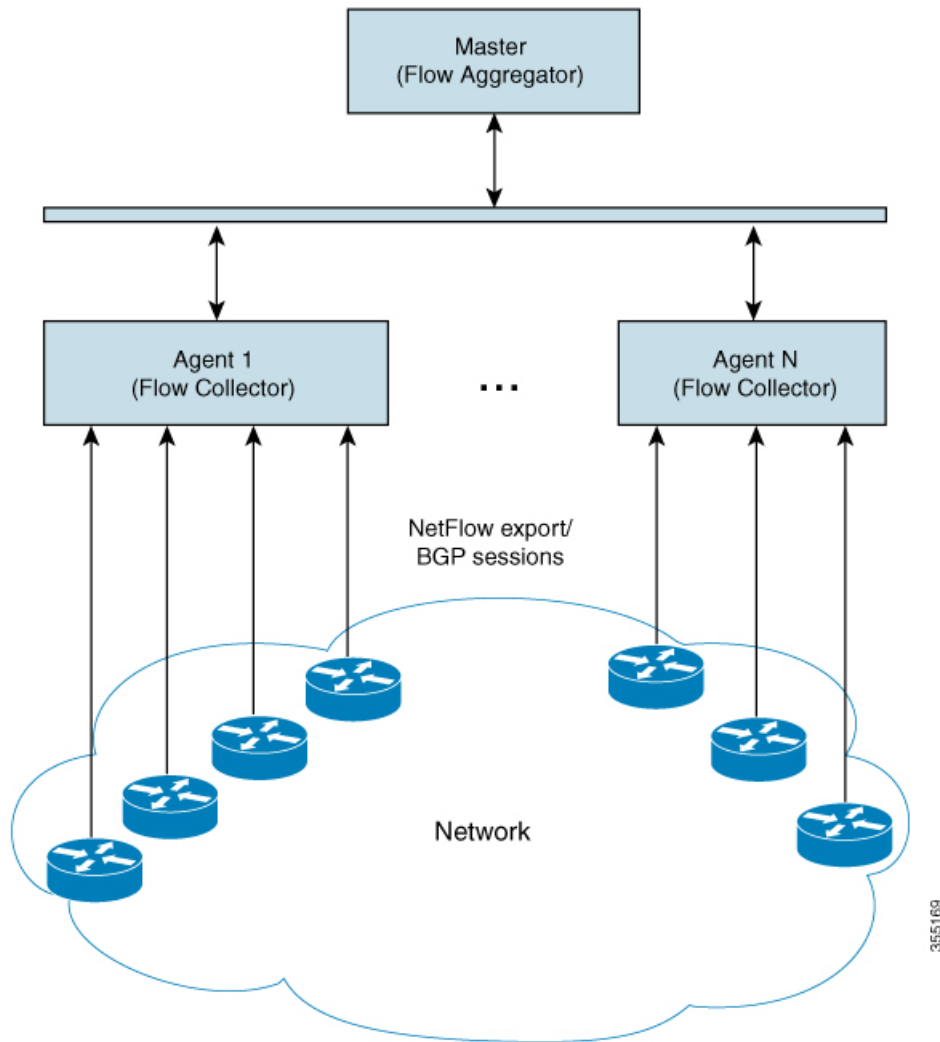 Master
(Flow Aggregator)
Agent 1
(Flow Collector)
...
Agent N
(Flow Collector)
NetFlow export/
BGP sessions
Network
355169